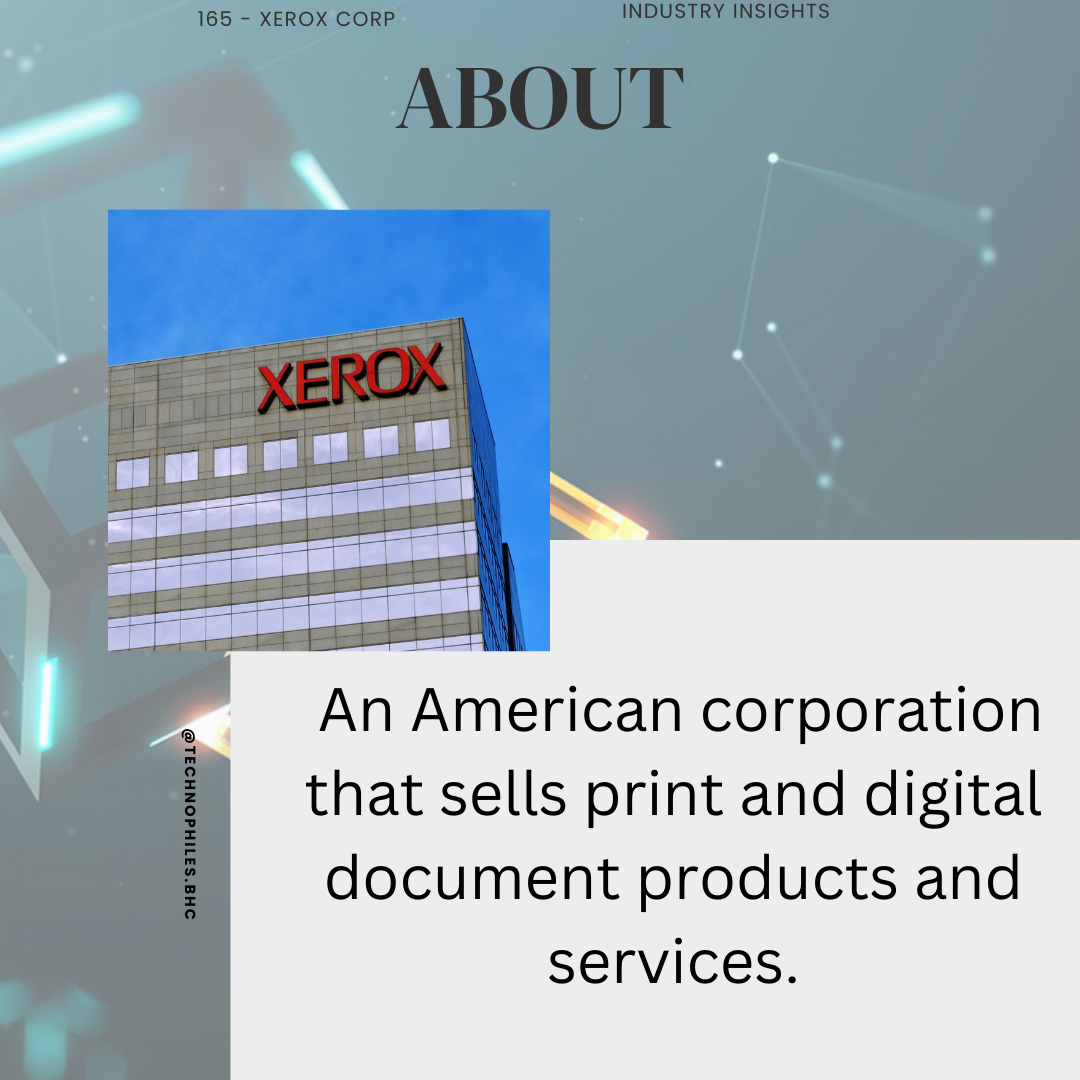 165 - XEROX CORP
INDUSTRY INSIGHTS
ABOUT
XEROX
An American corporation
that sells print and digital
document products and
services.
@TECHNOPHILES.BHC